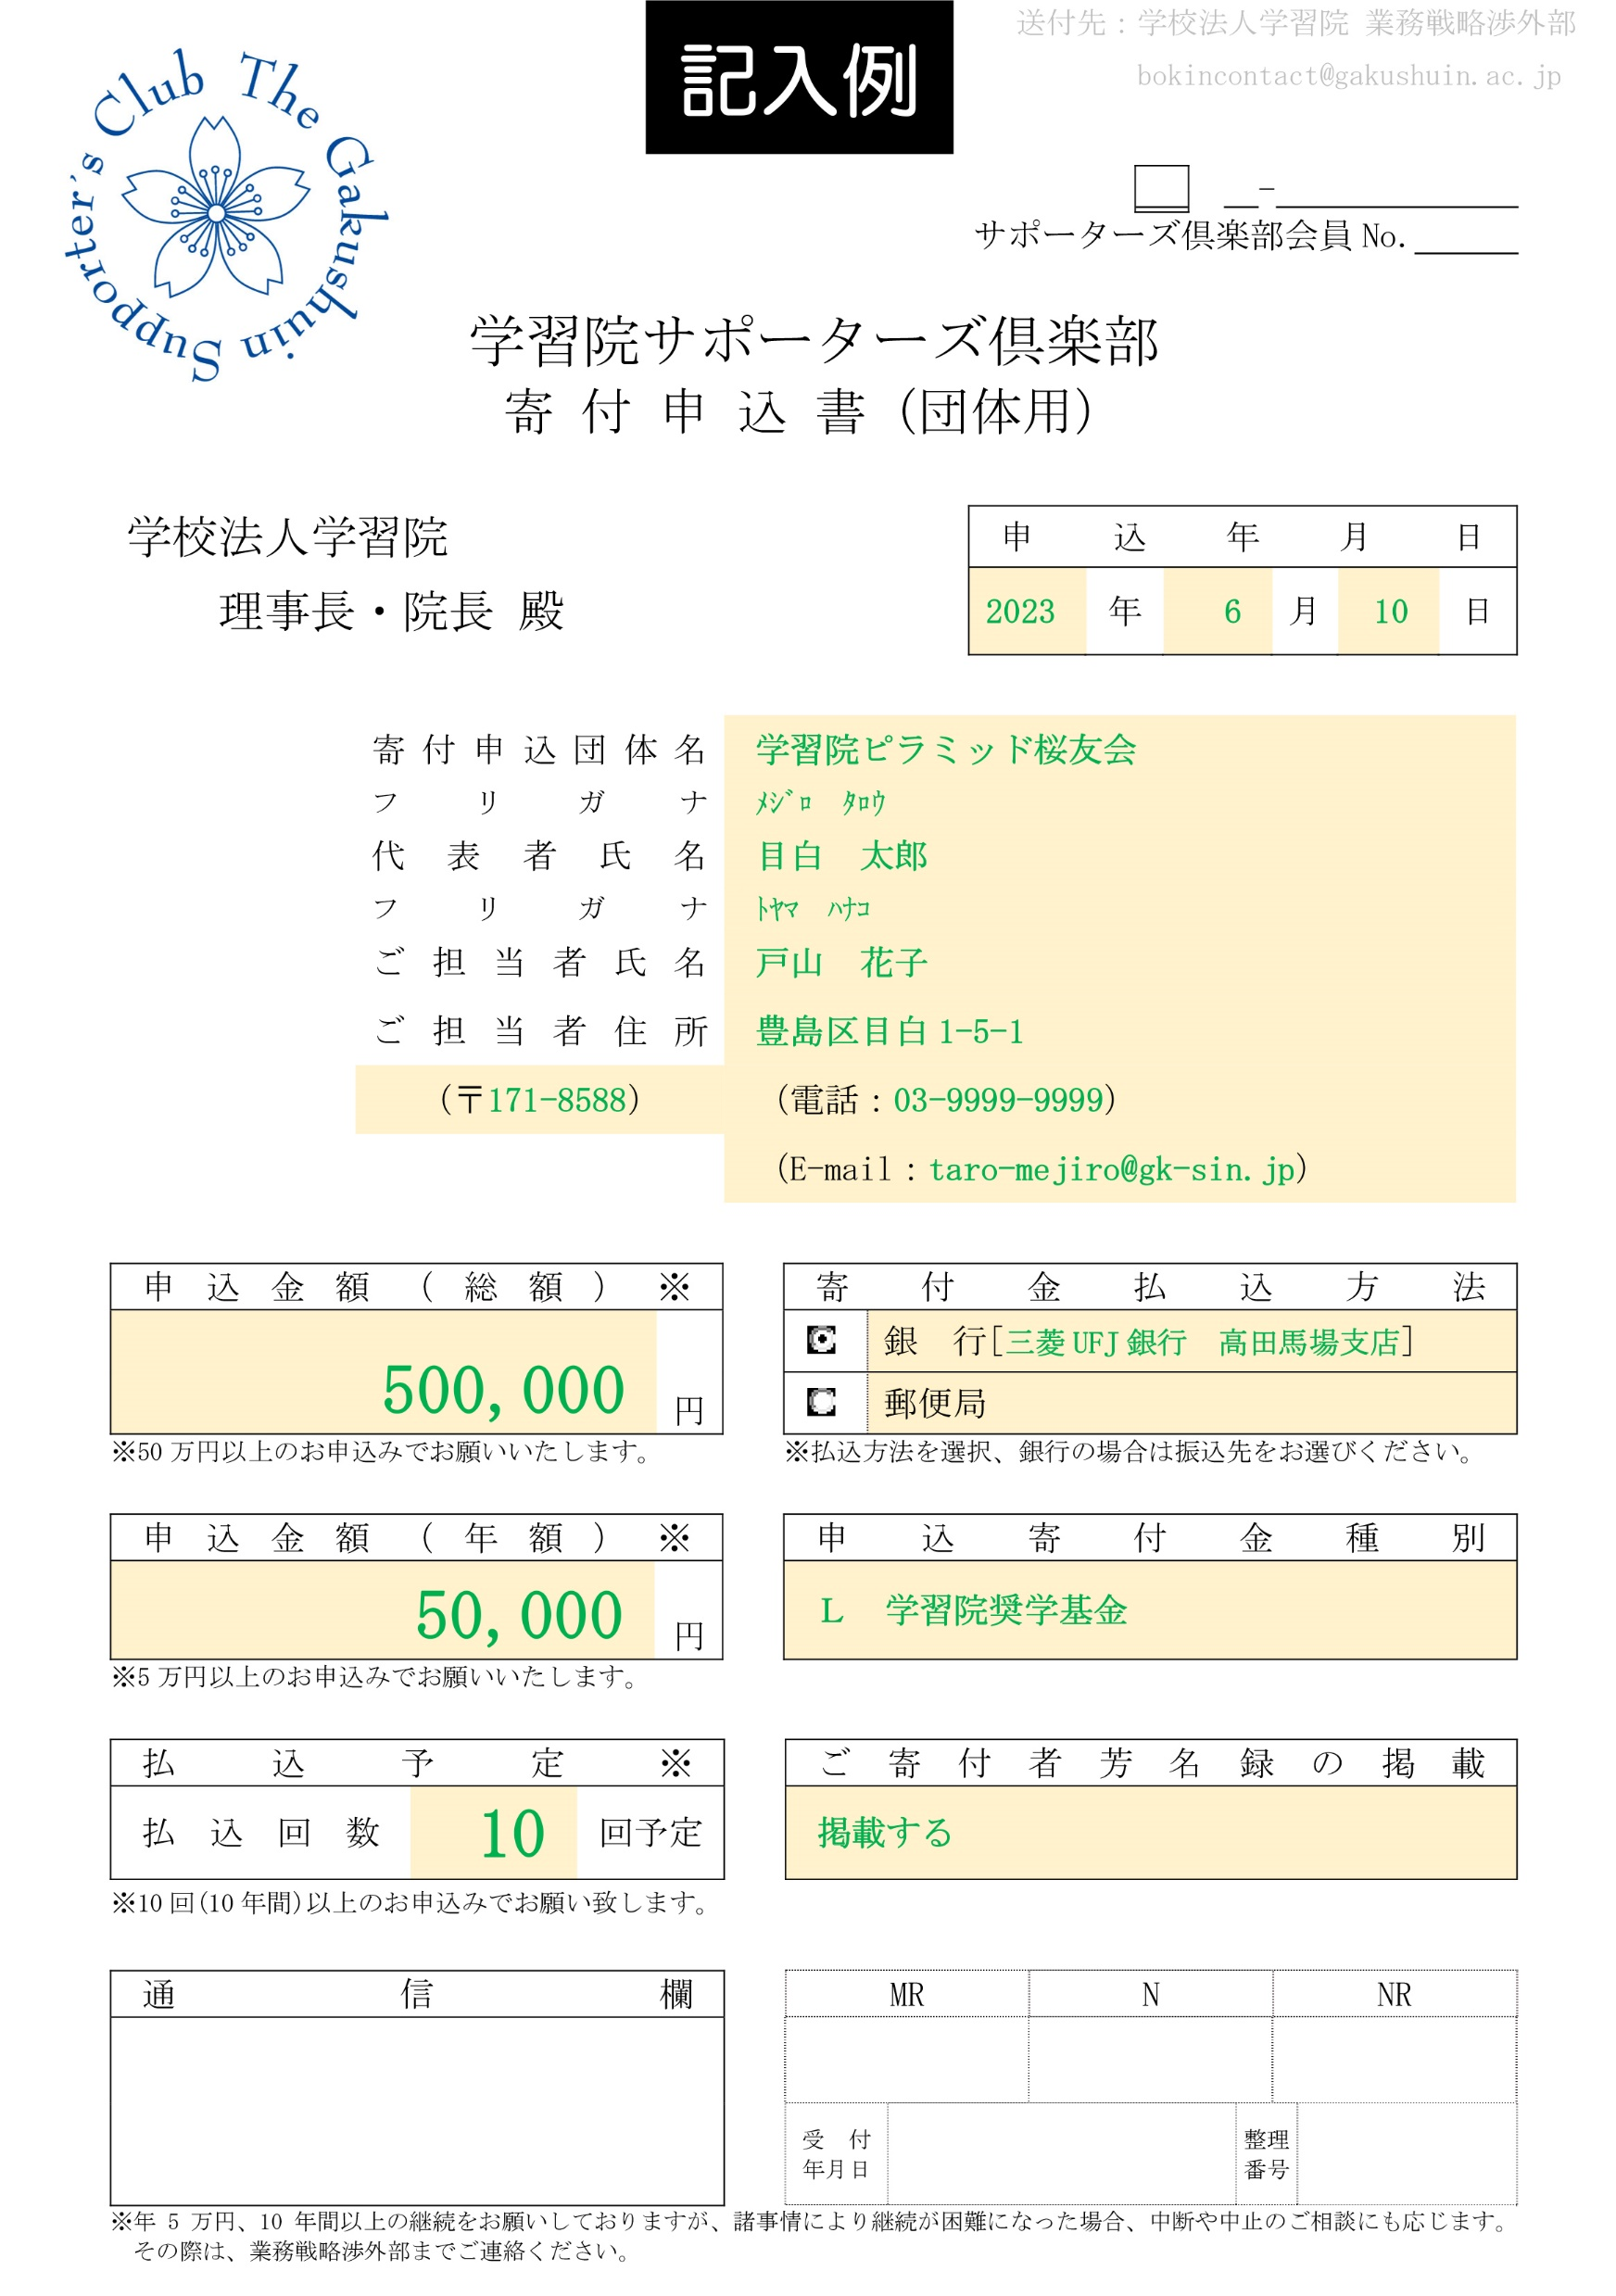 記入例
送付先：学校法人学習院 業務戦略渉外部
bokincontact@gakushuin.ac.jp
The Gakushuin Supporter's Club
サポーターズ倶楽部会員 No.
学習院サポーターズ倶楽部
寄付申込書（団体用）
学校法人学習院
理事長・院長 殿
申込年月日
2023 年 6 月 10 日
寄付申込団体名 学習院ピラミッド桜友会
フリガナ ﾒｼﾞﾛ ﾀﾛｳ
代表者氏名 目白 太郎
フリガナ ﾄﾔﾏ ﾊﾅｺ
ご担当者氏名 戸山 花子
ご担当者住所 豊島区目白 1-5-1
（〒171-8588） （電話：03-9999-9999）
（E-mail：taro-mejiro@gk-sin.jp）
申込金額（総額）※
500,000 円
※50 万円以上のお申込みでお願いいたします。
寄付金払込方法
銀 行[三菱 UFJ 銀行 高田馬場支店]
郵便局
※払込方法を選択、銀行の場合は振込先をお選びください。
申込金額（年額）※
50,000 円
※5 万円以上のお申込みでお願いいたします。
申込寄付金種別
L 学習院奨学基金
払込予定※
払込回数 10 回予定
※10 回(10 年間)以上のお申込みでお願い致します。
ご寄付者芳名録の掲載
掲載する
通信欄
MR N NR
受 付 整理
年月日 番号
※年 5 万円、10 年間以上の継続をお願いしておりますが、諸事情により継続が困難になった場合、中断や中止のご相談にも応じます。
その際は、業務戦略渉外部までご連絡ください。